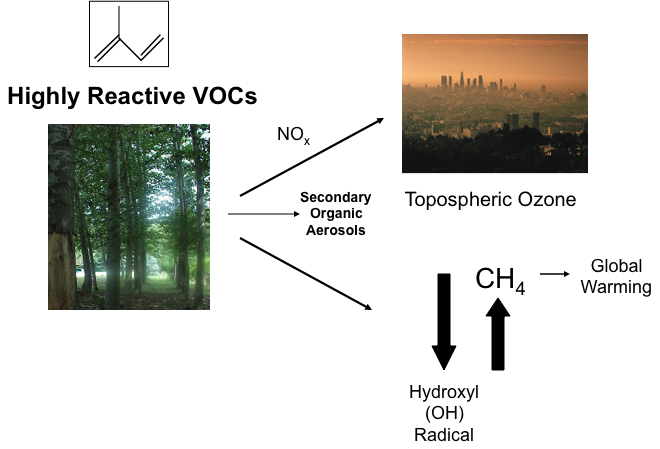 Highly Reactive VOCs
NOx
Secondary
Organic
Aerosols
Topospheric Ozone
CH4
Global
Warming
Hydroxyl
(OH)
Radical